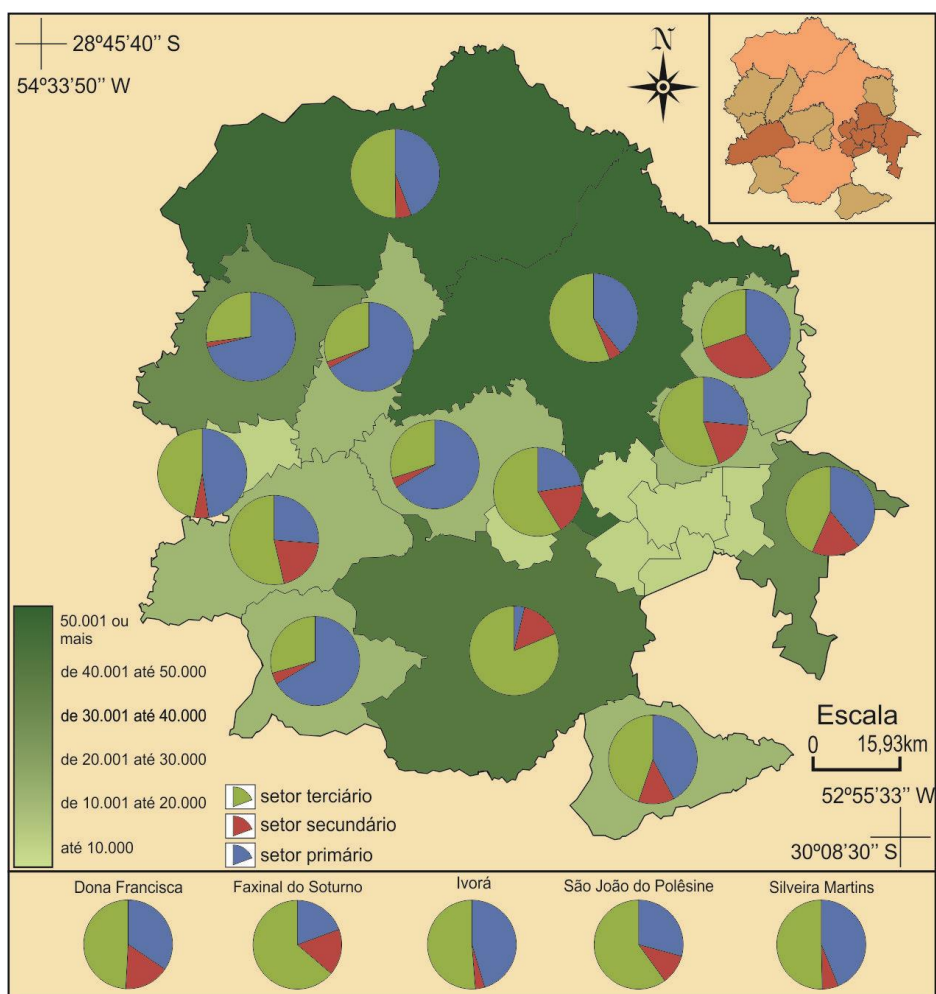 28º45'40'' S
54º33'50'' W
N
50.001 ou
mais
de 40.001 até 50.000
de 30.001 até 40.000
de 20.001 até 30.000
de 10.001 até 20.000
até 10.000
setor terciário
setor secundário
setor primário
Escala
0 15,93km
52º55'33'' W
30º08'30'' S
Dona Francisca
Faxinal do Soturno
Ivorá
São João do Polêsine
Silveira Martins